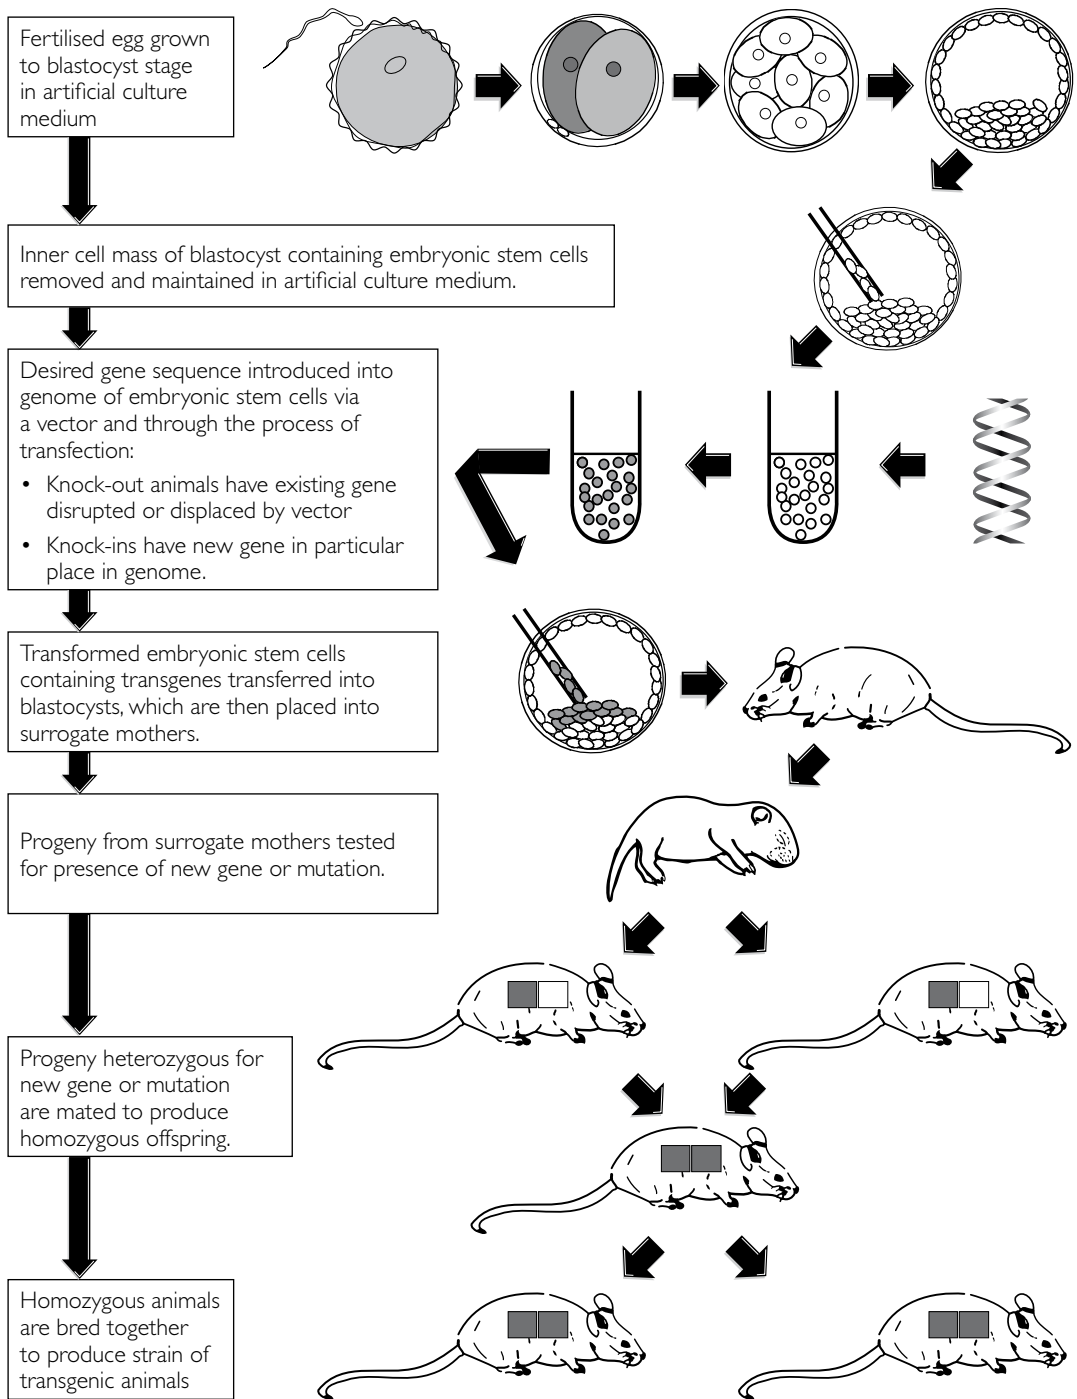 Fertilised egg grown
to blastocyst stage
in artificial culture
medium
Inner cell mass of blastocyst containing embryonic stem cells
removed and maintained in artificial culture medium.
Desired gene sequence introduced into
genome of embryonic stem cells via
a vector and through the process of
transfection:
• Knock-out animals have existing gene
disrupted or displaced by vector
• Knock-ins have new gene in particular
place in genome.
Transformed embryonic stem cells
containing transgenes transferred into
blastocysts, which are then placed into
surrogate mothers.
Progeny from surrogate mothers tested
for presence of new gene or mutation.
Progeny heterozygous for
new gene or mutation
are mated to produce
homozygous offspring.
Homozygous animals
are bred together
to produce strain of
transgenic animals